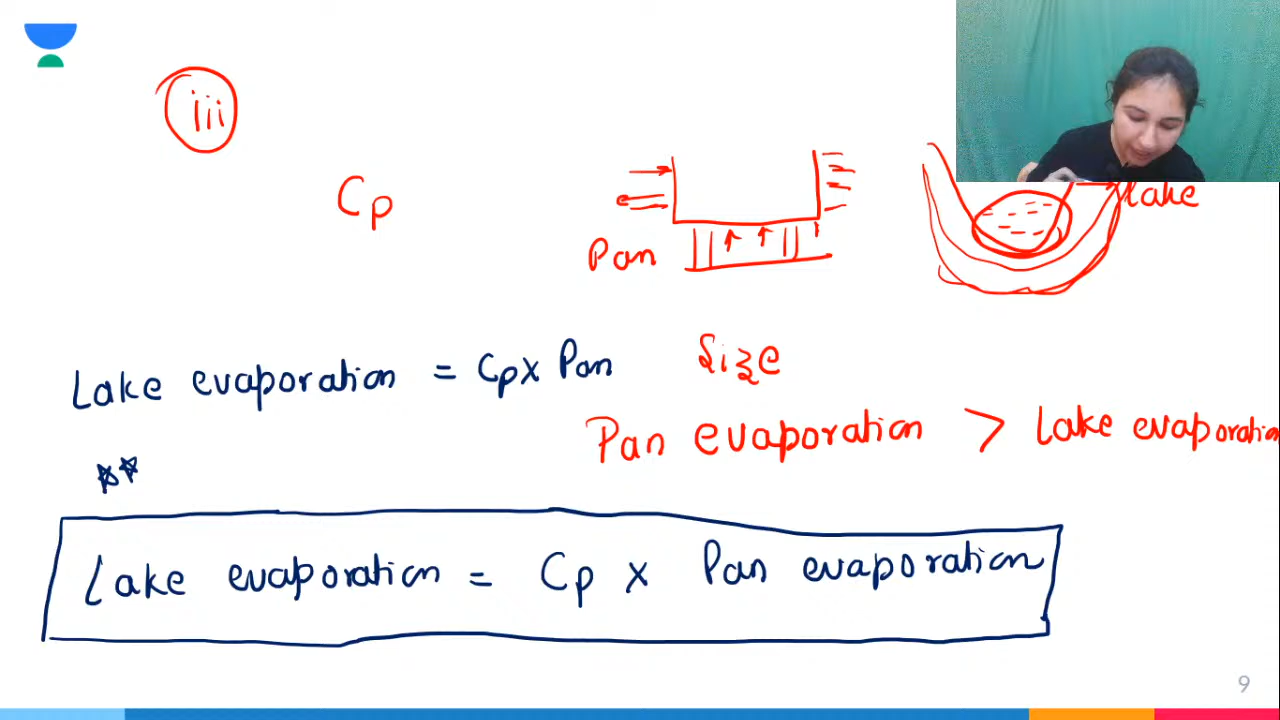 iii
Cp
Pan
lake
Lake evaporation = Cp x Pan
Size
Pan evaporation > Lake evaporation
Lake evaporation = Cp x Pan evaporation
9